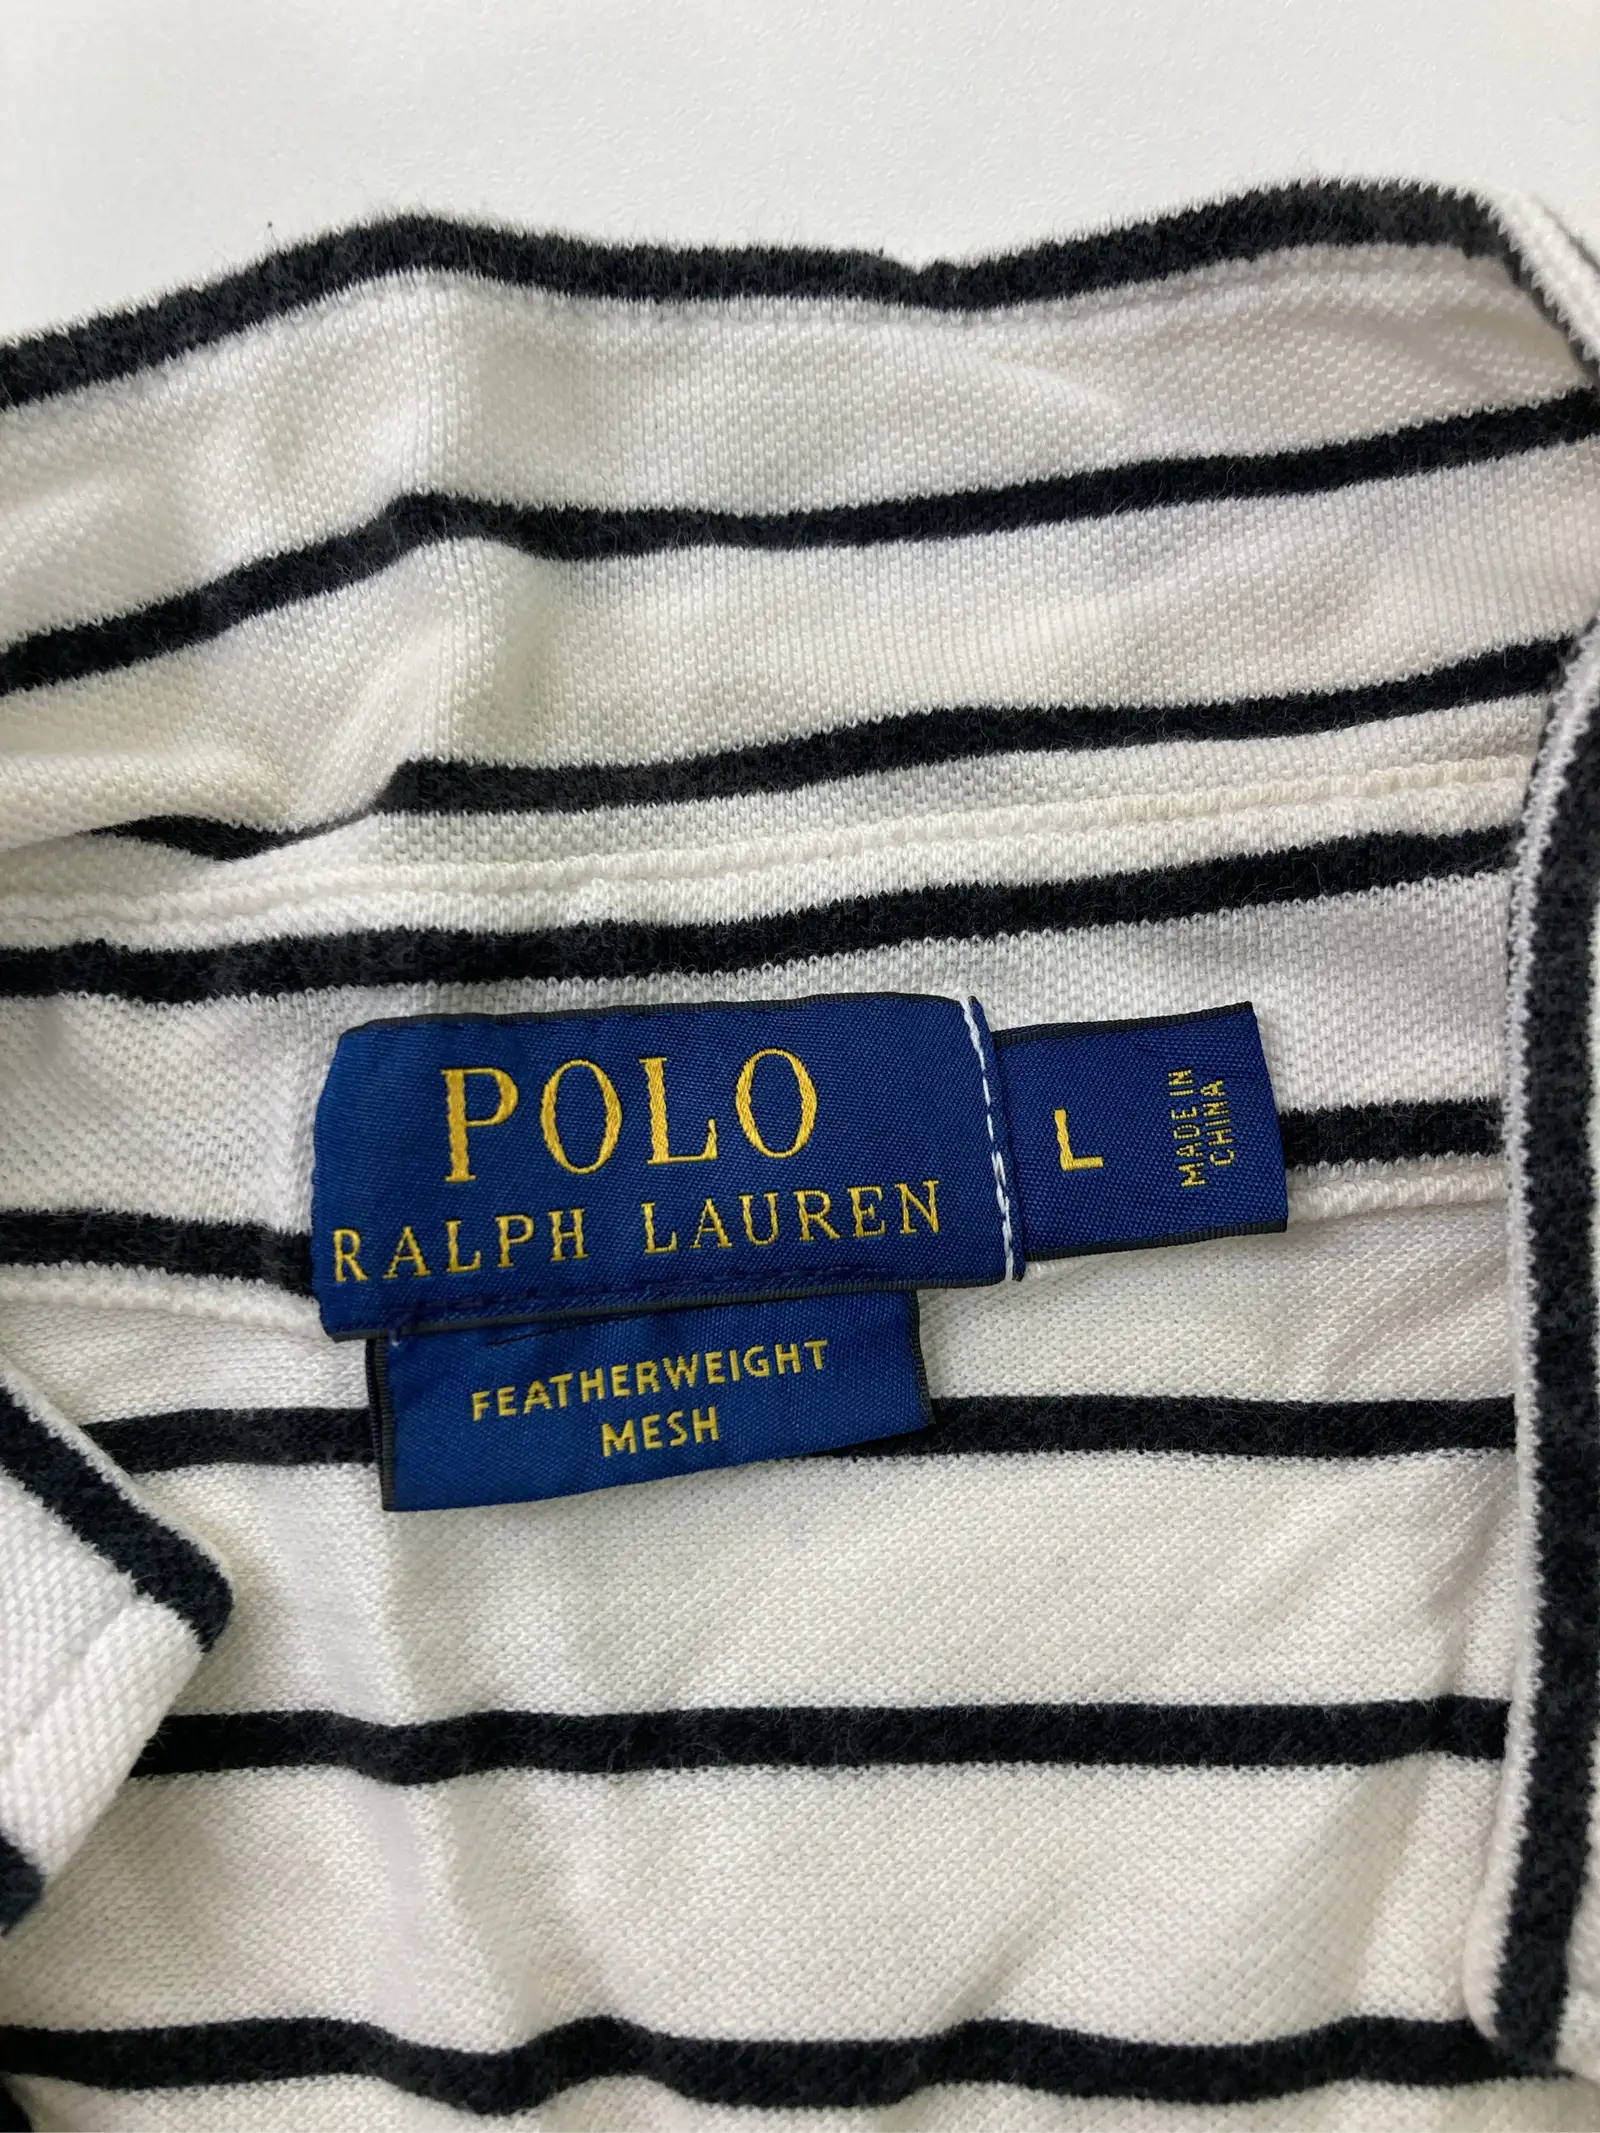 POLO
RALPH LAUREN
L
MADE IN
CHINA
FEATHERWEIGHT
MESH